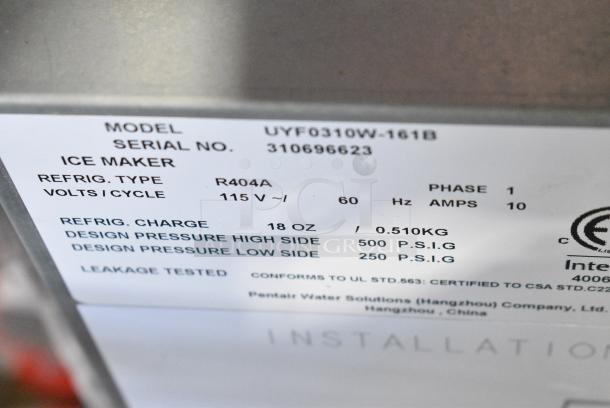 MODEL UYF0310W-161B
SERIAL NO. 310696623
ICE MAKER
REFRIG. TYPE R404A PHASE 1
VOLTS / CYCLE 115 V ~/ 60 Hz AMPS 10
REFRIG. CHARGE 18 OZ / 0.510KG
DESIGN PRESSURE HIGH SIDE 500 P.S.I.G
DESIGN PRESSURE LOW SIDE 250 P.S.I.G
LEAKAGE TESTED CONFORMS TO UL STD.563: CERTIFIED TO CSA STD.C22
Pentair Water Solutions (Hangzhou) Company, Ltd.
Hangzhou , China
C
Inte
4006
INSTALLATION
PCI
GROUP